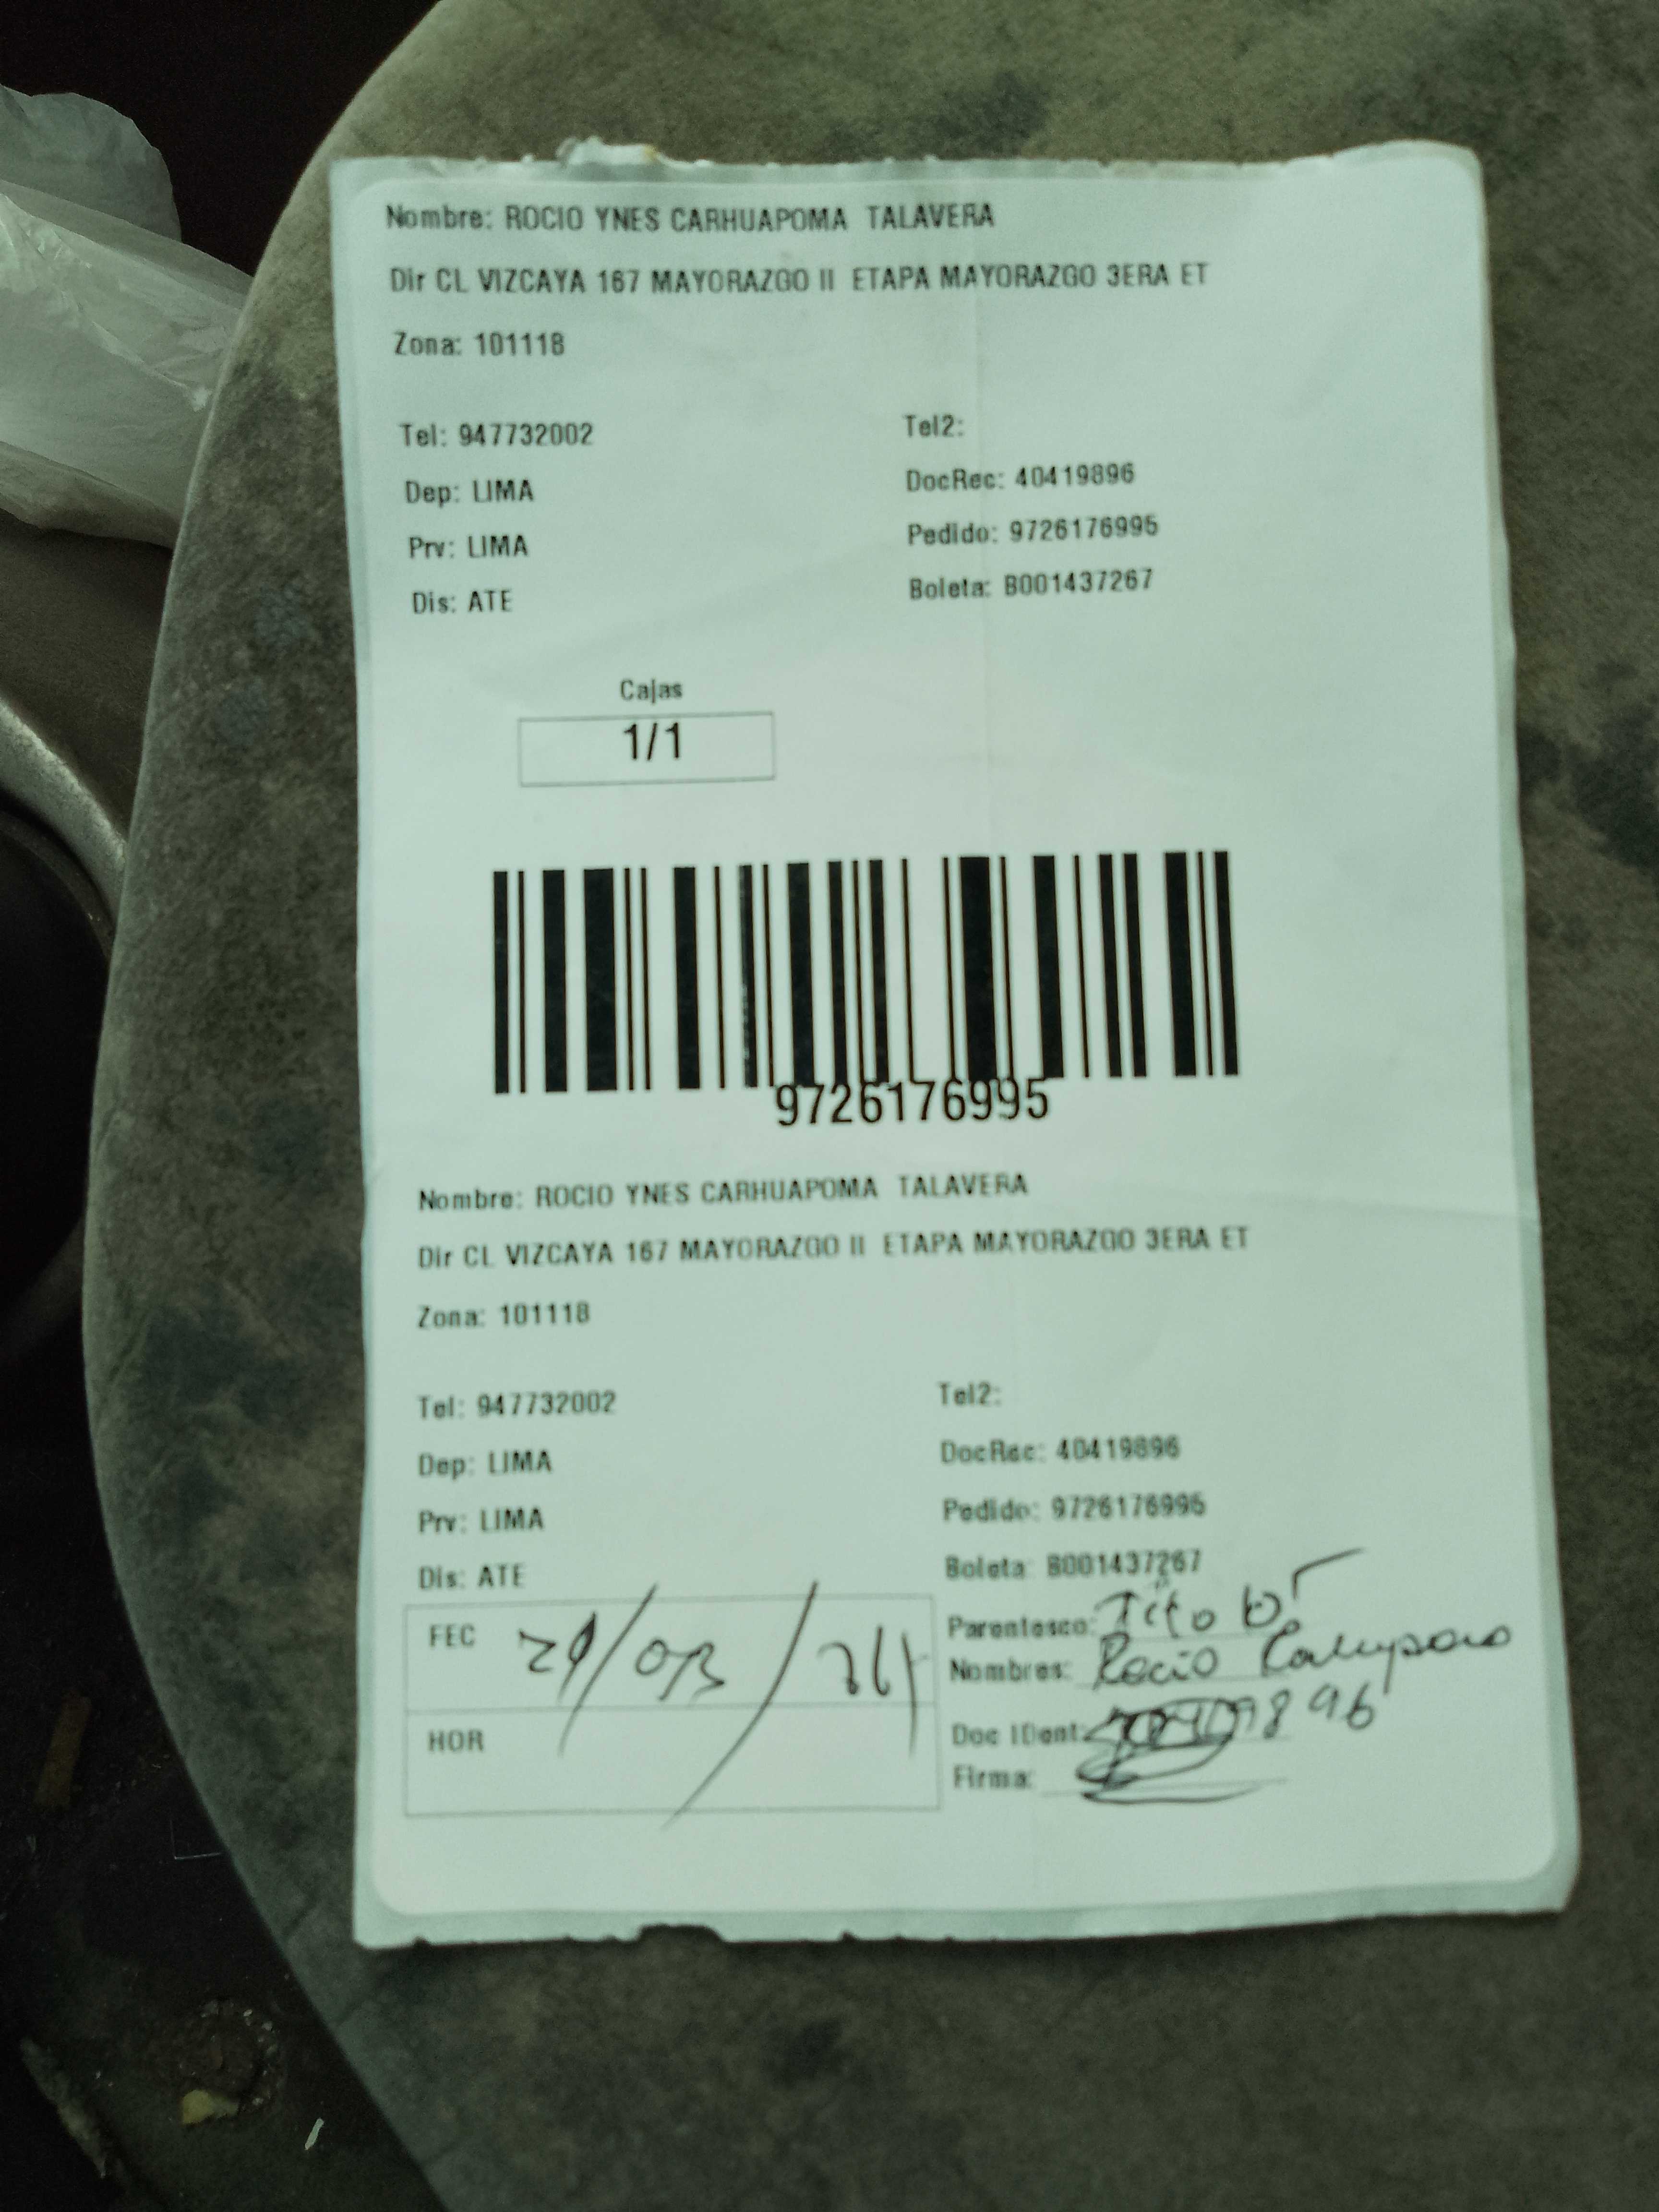 Nombre: ROCIO YNES CARHUAPOMA TALAVERA
Dir CL VIZCAYA 167 MAYORAZGO II ETAPA MAYORAZGO 3ERA ET
Zona: 101118
Tel: 947732002 Tel2:
Dep: LIMA DocRec: 40419896
Prv: LIMA Pedido: 9726176995
Dis: ATE Boleta: B001437267
Cajas
1/1
9726176995
Nombre: ROCIO YNES CARHUAPOMA TALAVERA
Dir CL VIZCAYA 167 MAYORAZGO II ETAPA MAYORAZGO 3ERA ET
Zona: 101118
Tel: 947732002 Tel2:
Dep: LIMA DocRec: 40419896
Prv: LIMA Pedido: 9726176995
Dis: ATE Boleta: B001437267
FEC Parentesco:
Nombres: Rocio
HOR Doc IDent:
Firma: